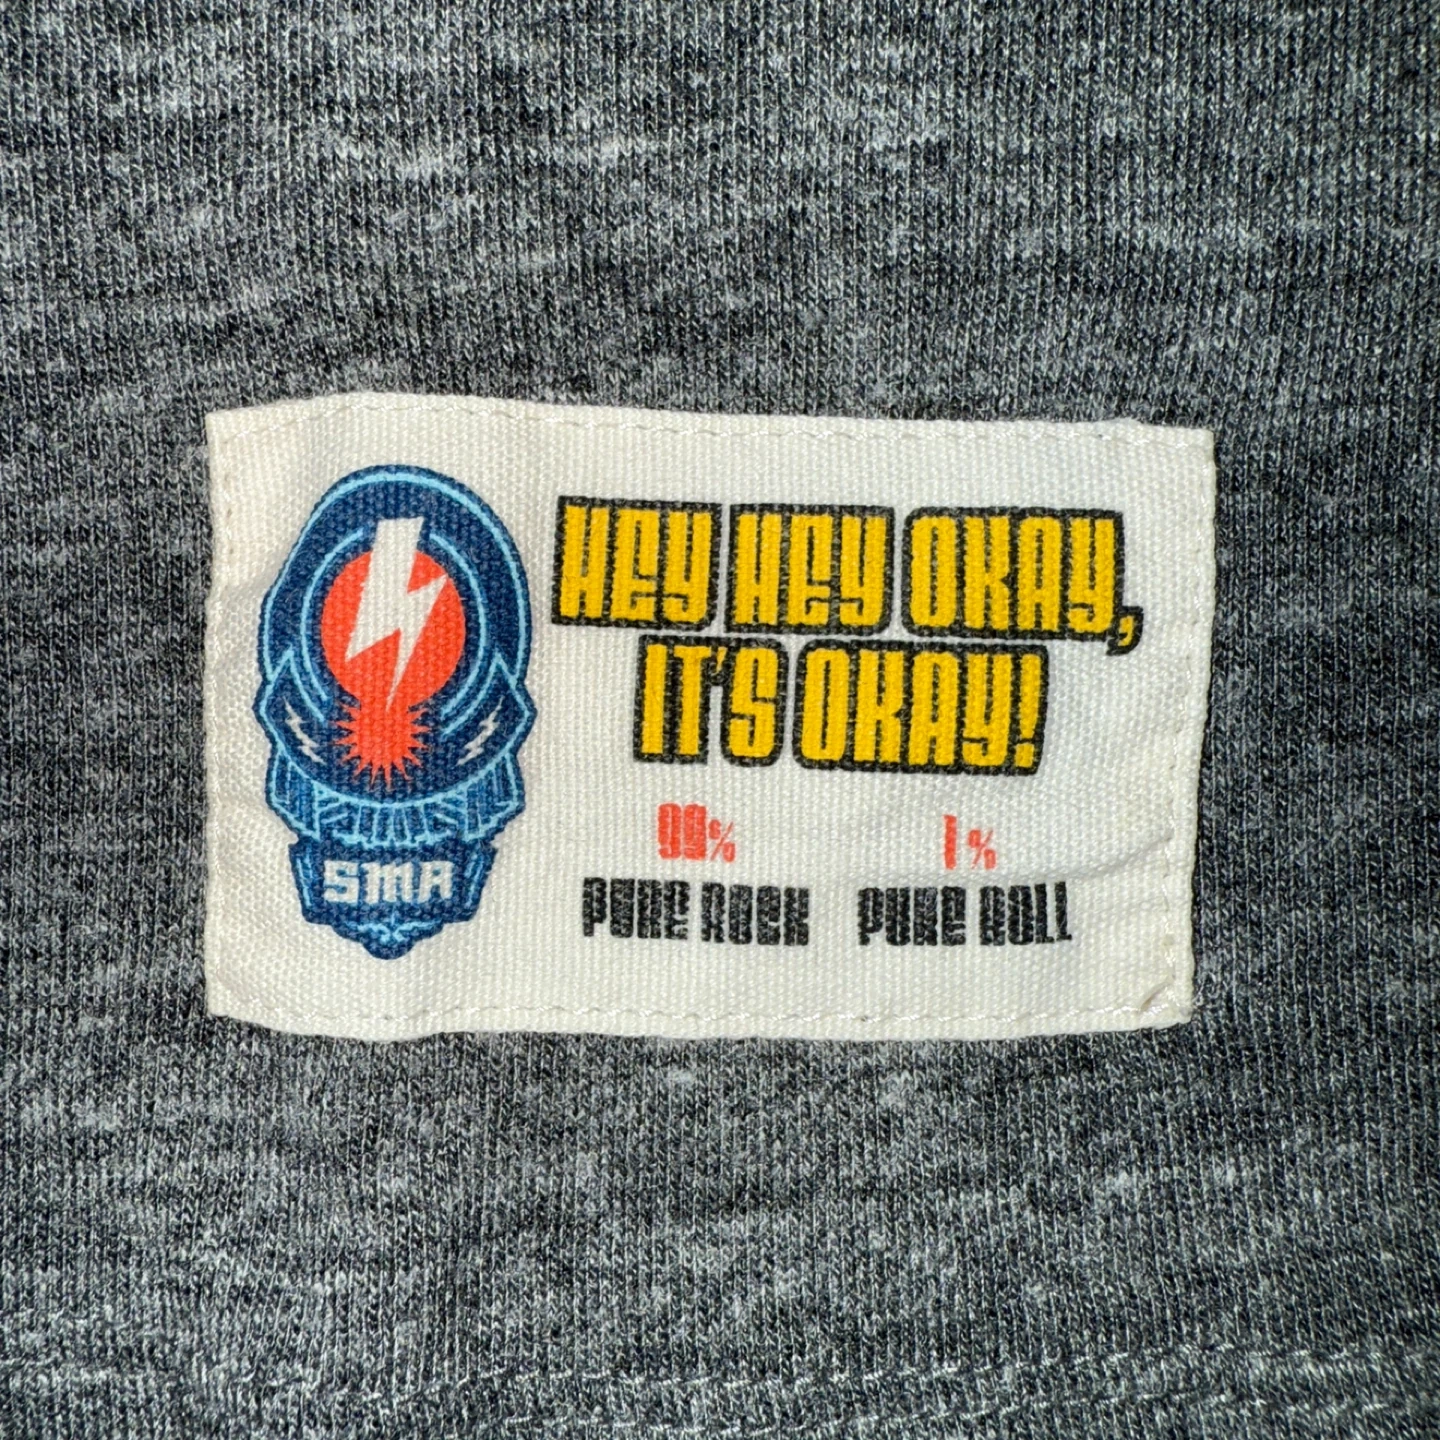 HEY HEY OKAY,
IT'S OKAY!
99% 1%
PURE ROCK PURE ROLL
SMA